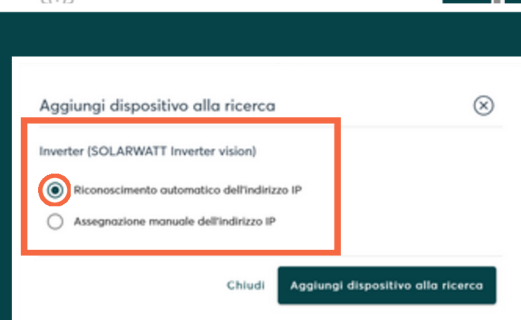 Aggiungi dispositivo alla ricerca
Inverter (SOLARWATT Inverter vision)
Riconoscimento automatico dell'indirizzo IP
Assegnazione manuale dell'indirizzo IP
Chiudi Aggiungi dispositivo alla ricerca